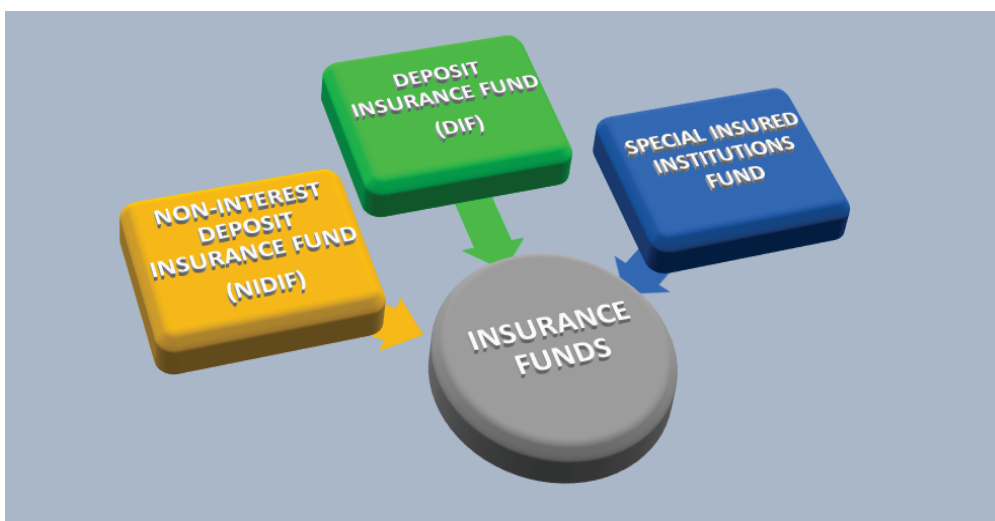 NON-INTEREST
DEPOSIT
INSURANCE FUND
(NIDIF)
DEPOSIT
INSURANCE FUND
(DIF)
SPECIAL INSURED
INSTITUTIONS
FUND
INSURANCE
FUNDS